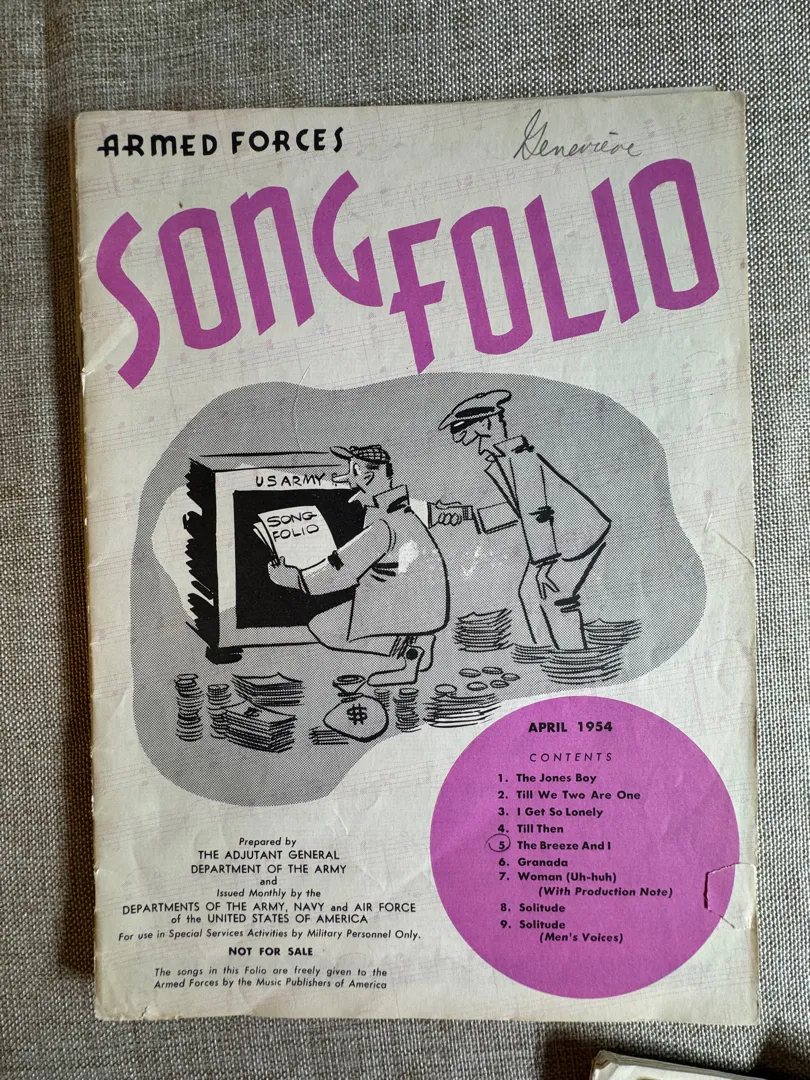 ARMED FORCES
Genevieve
SONG FOLIO
US ARMY
SONG
FOLIO
$
APRIL 1954
CONTENTS
1. The Jones Boy
2. Till We Two Are One
3. I Get So Lonely
4. Till Then
5. The Breeze And I
6. Granada
7. Woman (Uh-huh)
(With Production Note)
8. Solitude
9. Solitude
(Men's Voices)
Prepared by
THE ADJUTANT GENERAL
DEPARTMENT OF THE ARMY
and
Issued Monthly by the
DEPARTMENTS OF THE ARMY, NAVY and AIR FORCE
of the UNITED STATES OF AMERICA
For use in Special Services Activities by Military Personnel Only.
NOT FOR SALE
The songs in this Folio are freely given to the
Armed Forces by the Music Publishers of America